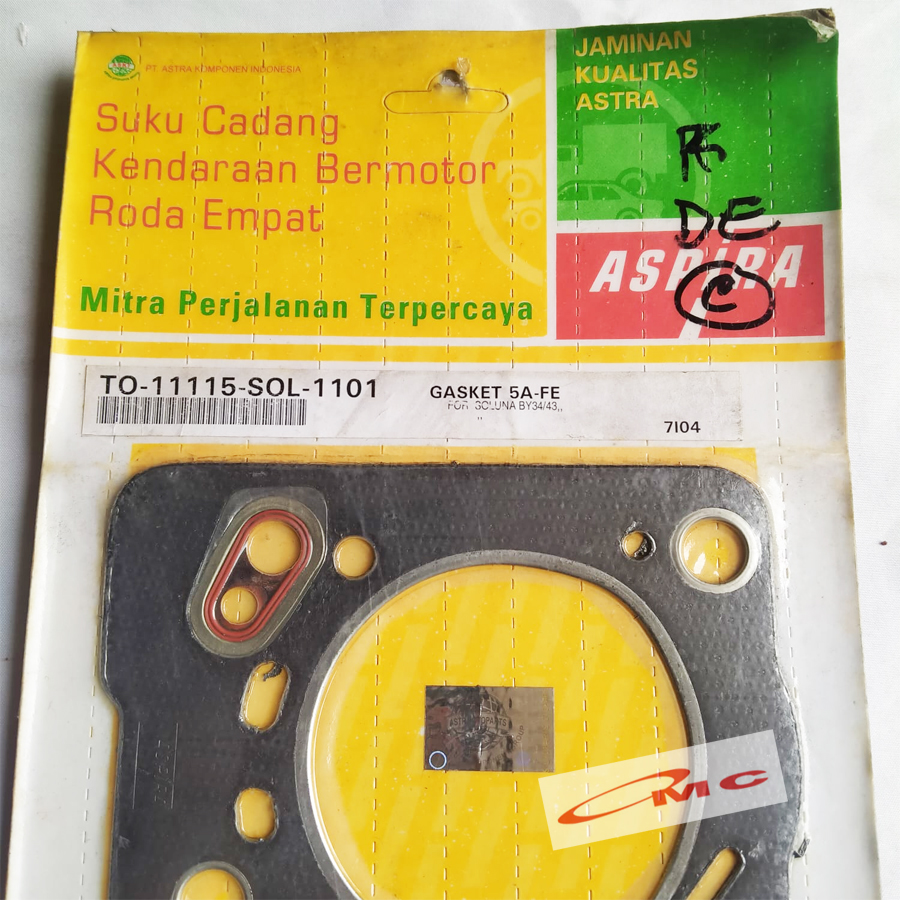 PT. ASTRA KOMPONEN INDONESIA
Suku Cadang
Kendaraan Bermotor
Roda Empat
Mitra Perjalanan Terpercaya
JAMINAN
KUALITAS
ASTRA
DE
C
ASPIRA
TO-11115-SOL-1101
GASKET 5A-FE
FOR SOLUNA BY34/43,,
,,
7I04
CMC